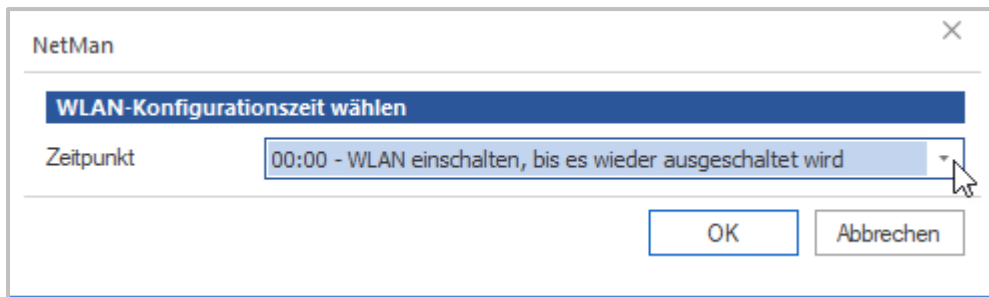 NetMan
WLAN-Konfigurationszeit wählen
Zeitpunkt 00:00 - WLAN einschalten, bis es wieder ausgeschaltet wird
OK Abbrechen